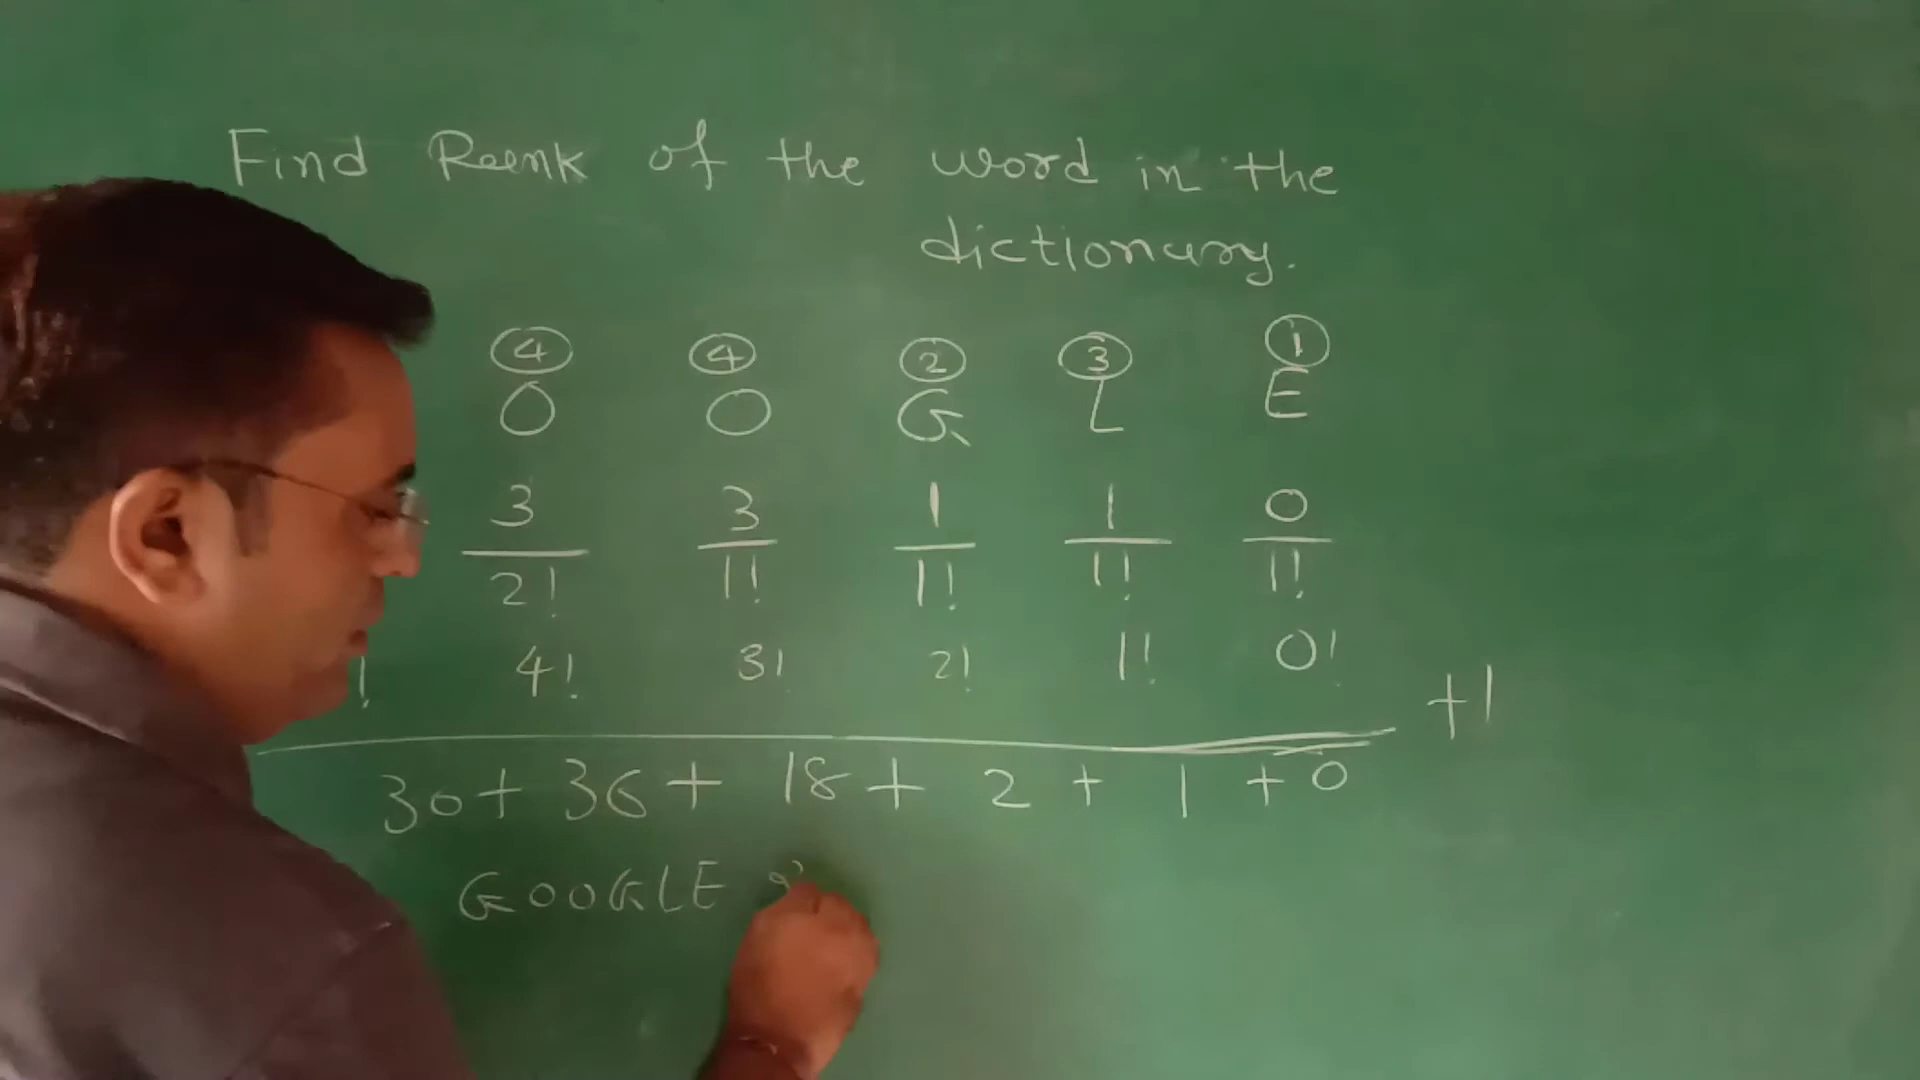 Find Rank of the word in the
dictionary.
4 4 2 3 1
O O G L E
3 3 1 1 0
2! 1! 1! 1! 1!
! 4! 3! 2! 1! 0! +1
30 + 36 + 18 + 2 + 1 + 0
GOOGLE